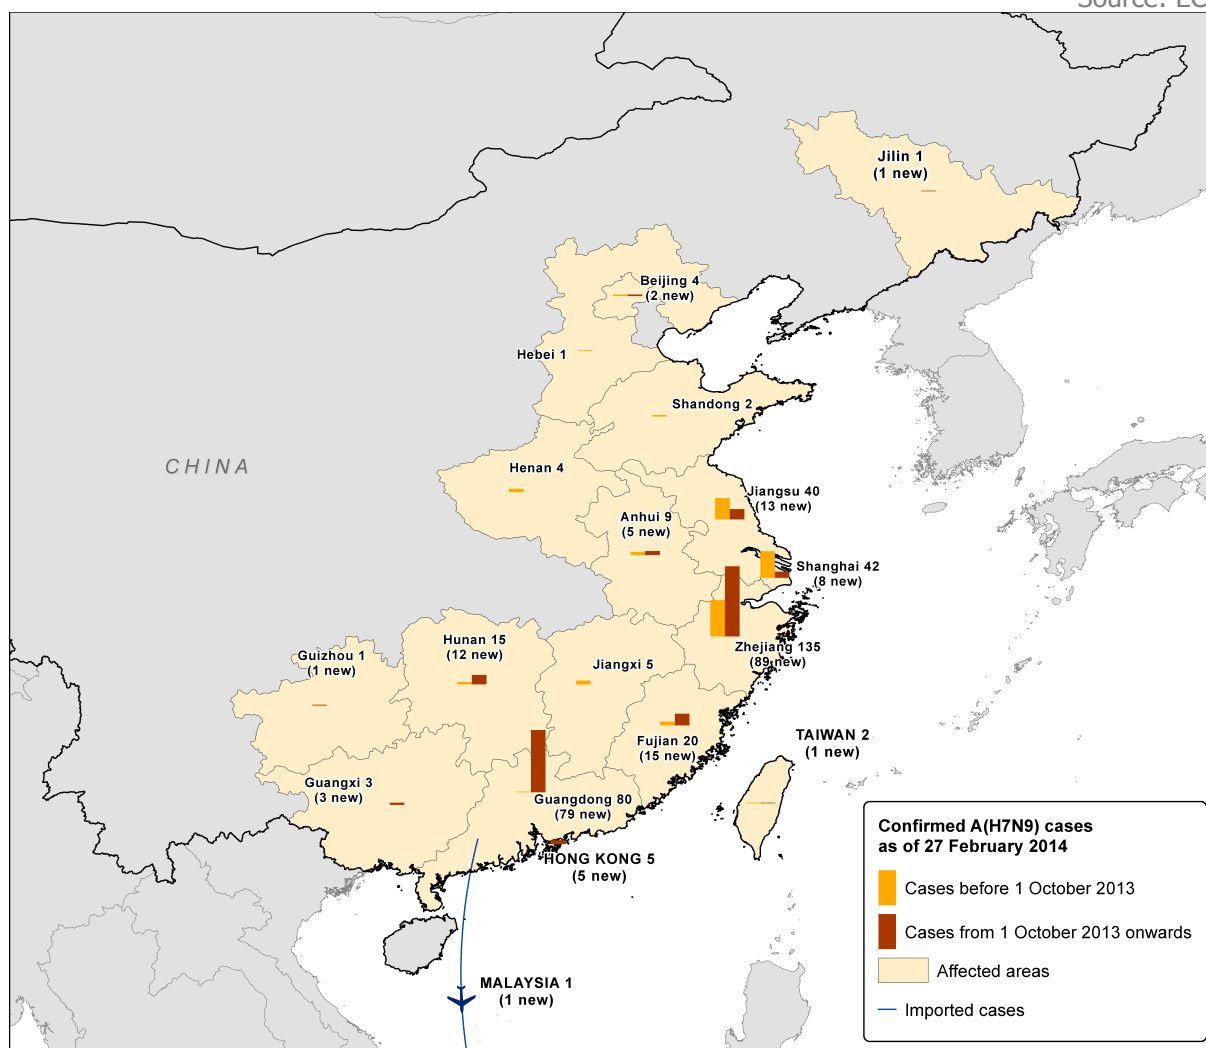 Source: EC
Jilin 1
(1 new)
Beijing 4
(2 new)
Hebei 1
Shandong 2
CHINA
Henan 4
Jiangsu 40
(13 new)
Anhui 9
(5 new)
Shanghai 42
(8 new)
Zhejiang 135
(89 new)
Hunan 15
(12 new)
Guizhou 1
(1 new)
Jiangxi 5
Fujian 20
(15 new)
TAIWAN 2
(1 new)
Guangxi 3
(3 new)
Guangdong 80
(79 new)
HONG KONG 5
(5 new)
MALAYSIA 1
(1 new)
Confirmed A(H7N9) cases
as of 27 February 2014
Cases before 1 October 2013
Cases from 1 October 2013 onwards
Affected areas
Imported cases